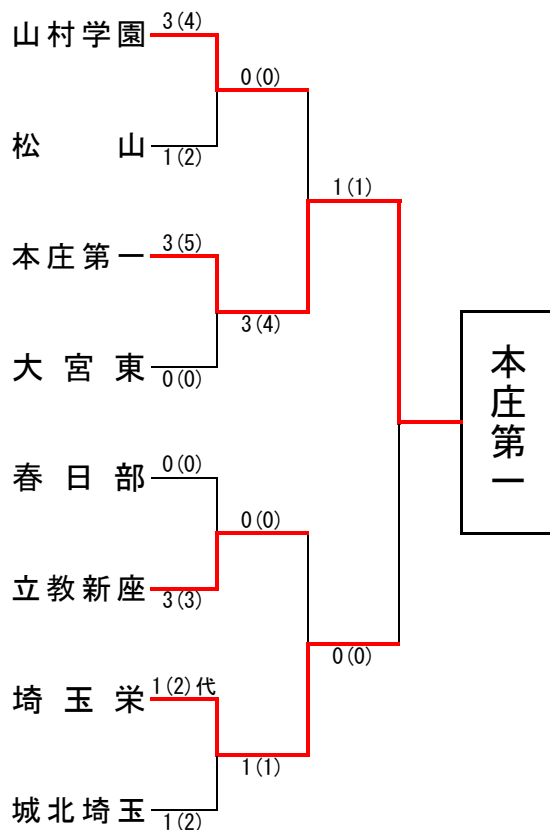 山村学園
3(4)
0(0)
松山
1(2)
1(1)
本庄第一
3(5)
3(4)
大宮東
0(0)
本庄第一
春日部
0(0)
0(0)
立教新座
3(3)
0(0)
埼玉栄
1(2)代
1(1)
城北埼玉
1(2)